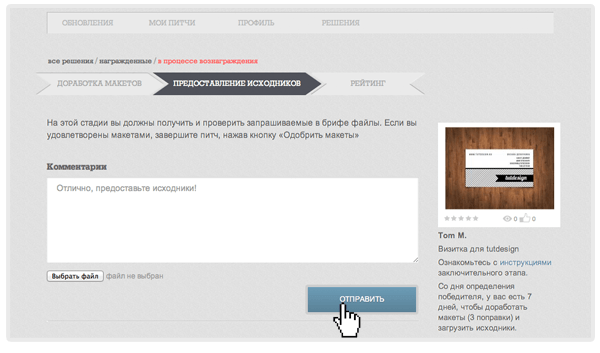 ОБНОВЛЕНИЯ МОИ ПИТЧИ ПРОФИЛЬ РЕШЕНИЯ
все решения / награжденные / в процессе вознаграждения
ДОРАБОТКА МАКЕТОВ ПРЕДОСТАВЛЕНИЕ ИСХОДНИКОВ РЕЙТИНГ
На этой стадии вы должны получить и проверить запрашиваемые в брифе файлы. Если вы
удовлетворены макетами, завершите питч, нажав кнопку «Одобрить макеты»
Комментарии
Отлично, предоставьте исходники!
Выбрать файл файл не выбран
ОТПРАВИТЬ
tutdesign
0 0
Tom M.
Визитка для tutdesign
Ознакомьтесь с инструкциями
заключительного этапа.
Со дня определения
победителя, у вас есть 7
дней, чтобы доработать
макеты (3 поправки) и
загрузить исходники.